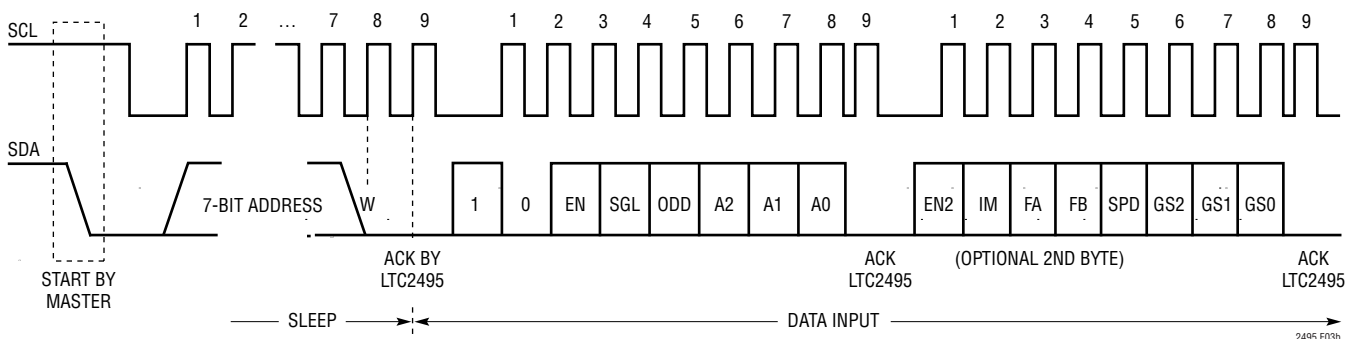 SCL
1 2 … 7 8 9 1 2 3 4 5 6 7 8 9 1 2 3 4 5 6 7 8 9
SDA
7-BIT ADDRESS W 1 0 EN SGL ODD A2 A1 A0 EN2 IM FA FB SPD GS2 GS1 GS0
START BY
MASTER
ACK BY
LTC2495
ACK
LTC2495
(OPTIONAL 2ND BYTE)
ACK
LTC2495
SLEEP
DATA INPUT
2495 F03b